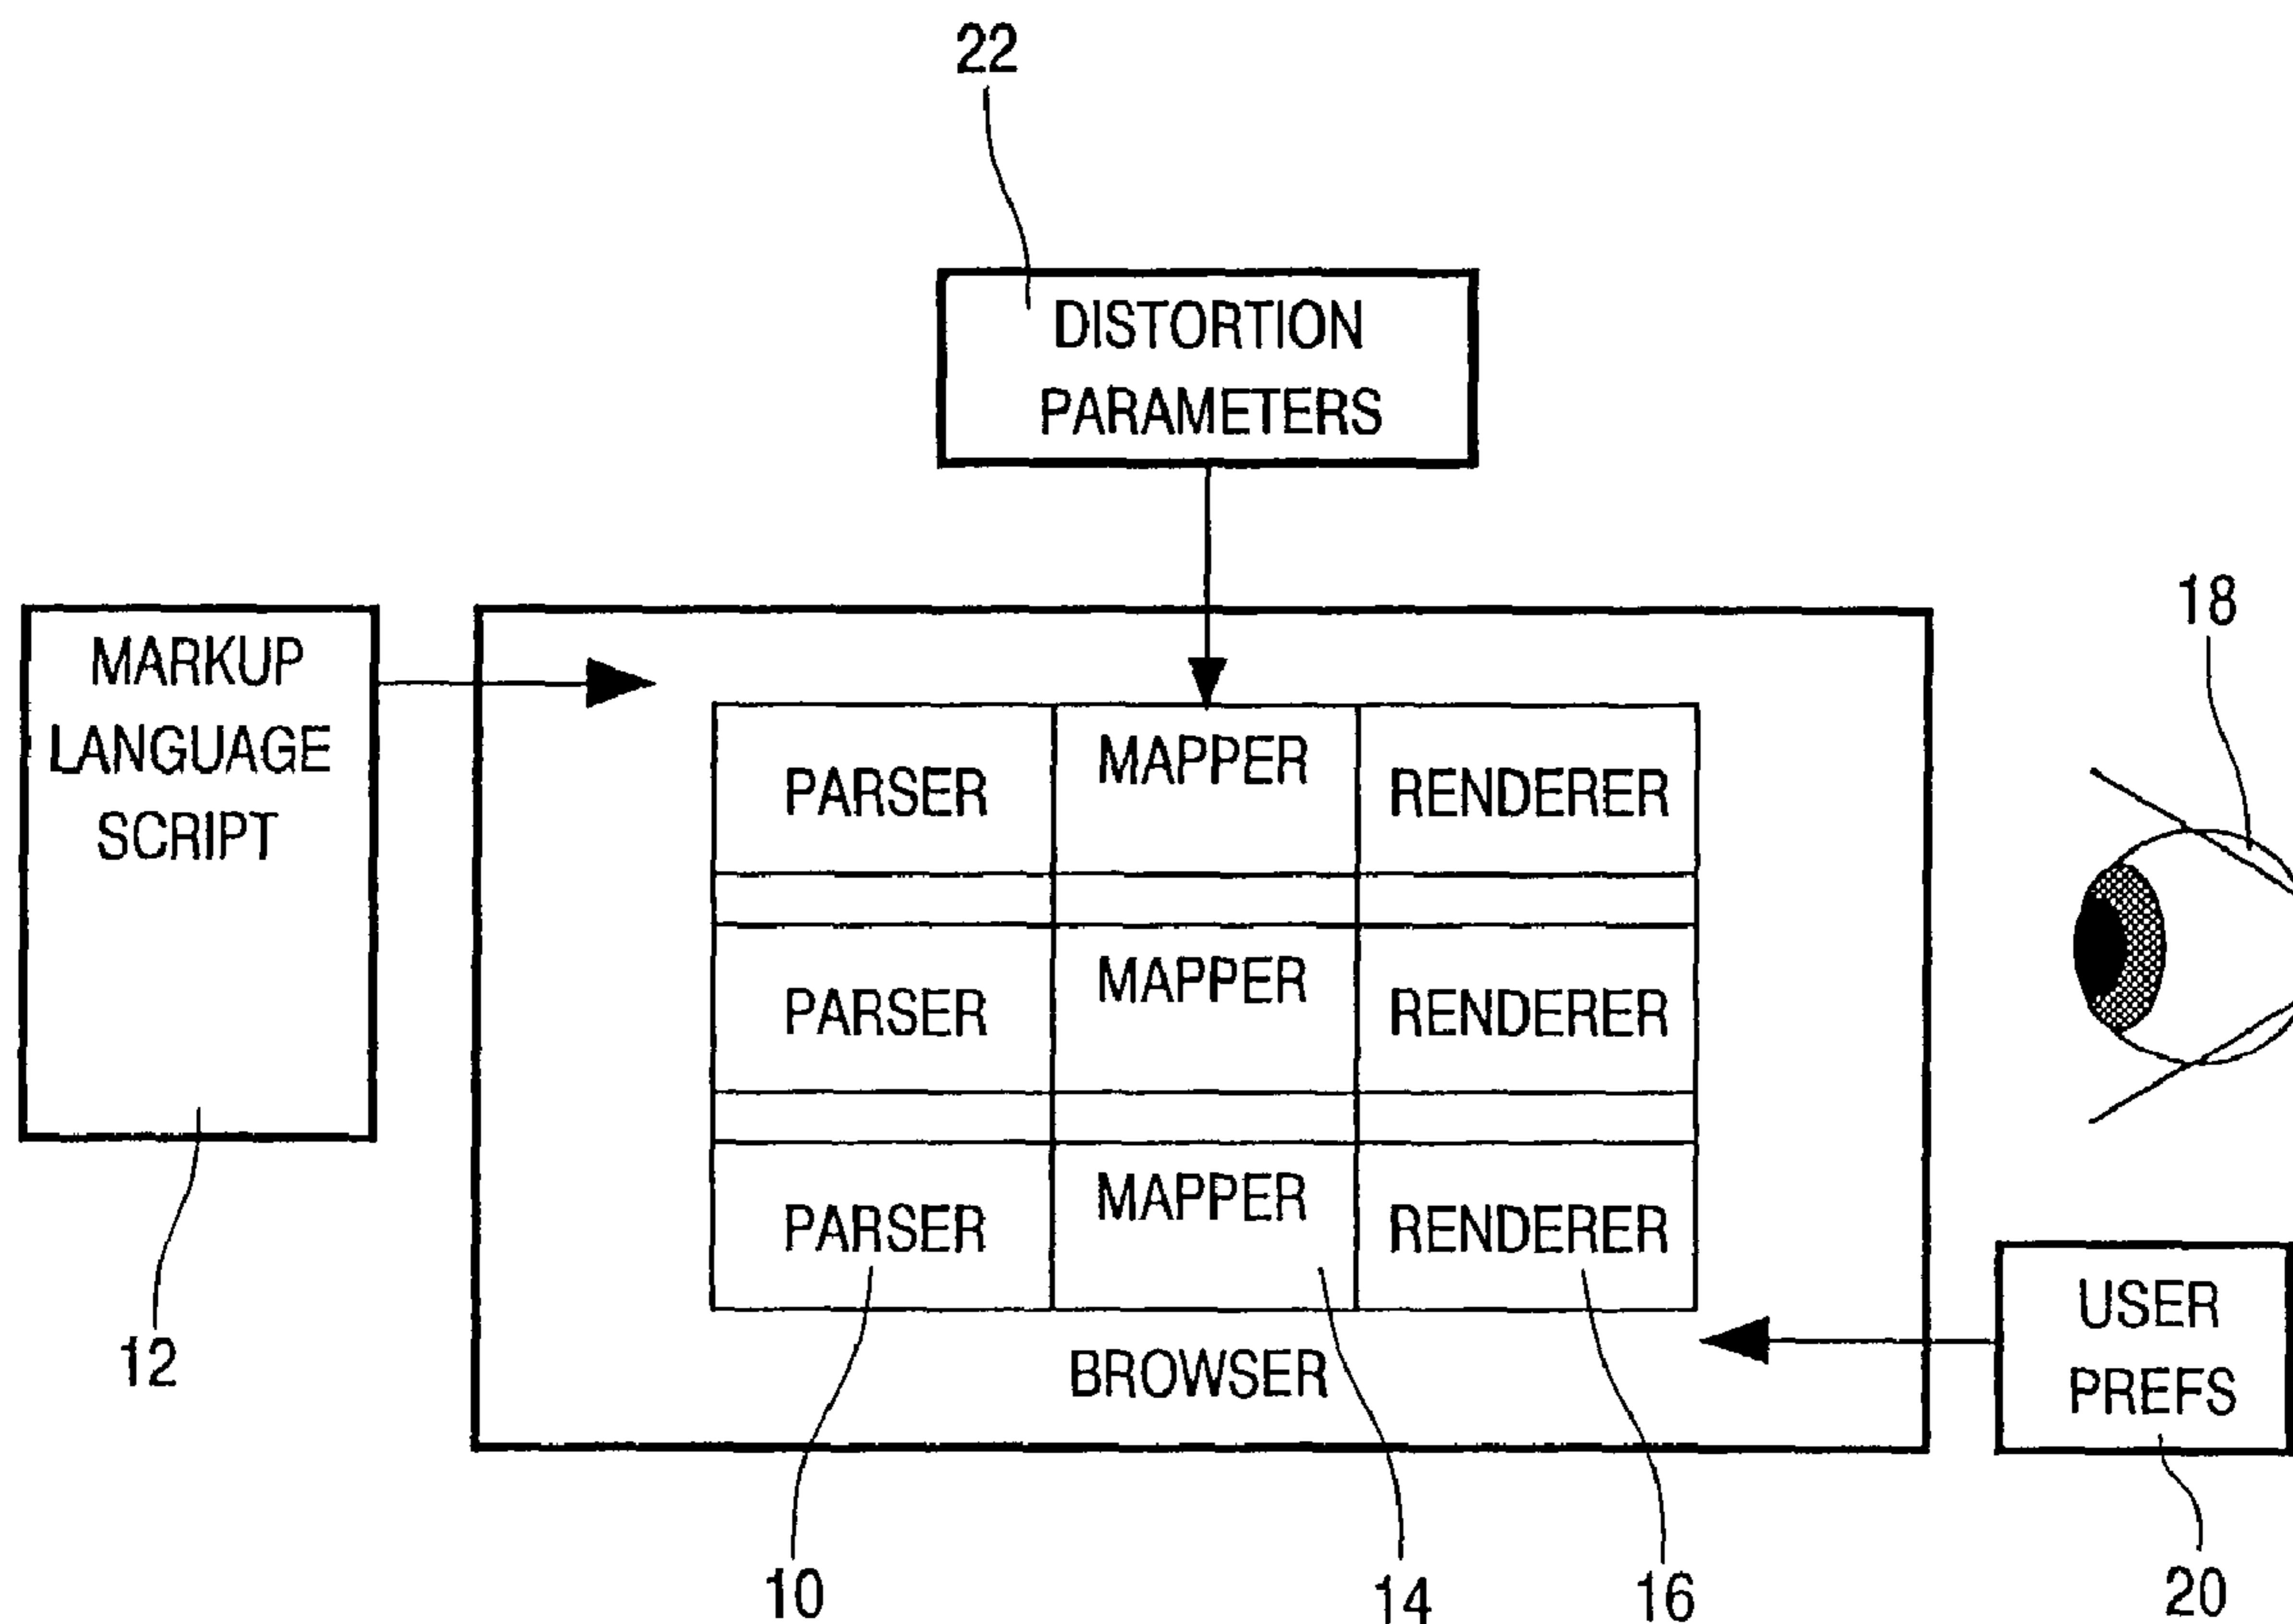 22
DISTORTION
PARAMETERS
18
MARKUP
LANGUAGE
SCRIPT
PARSER
MAPPER
RENDERER
PARSER
MAPPER
RENDERER
PARSER
MAPPER
RENDERER
BROWSER
USER
PREFS
12
10
14
16
20